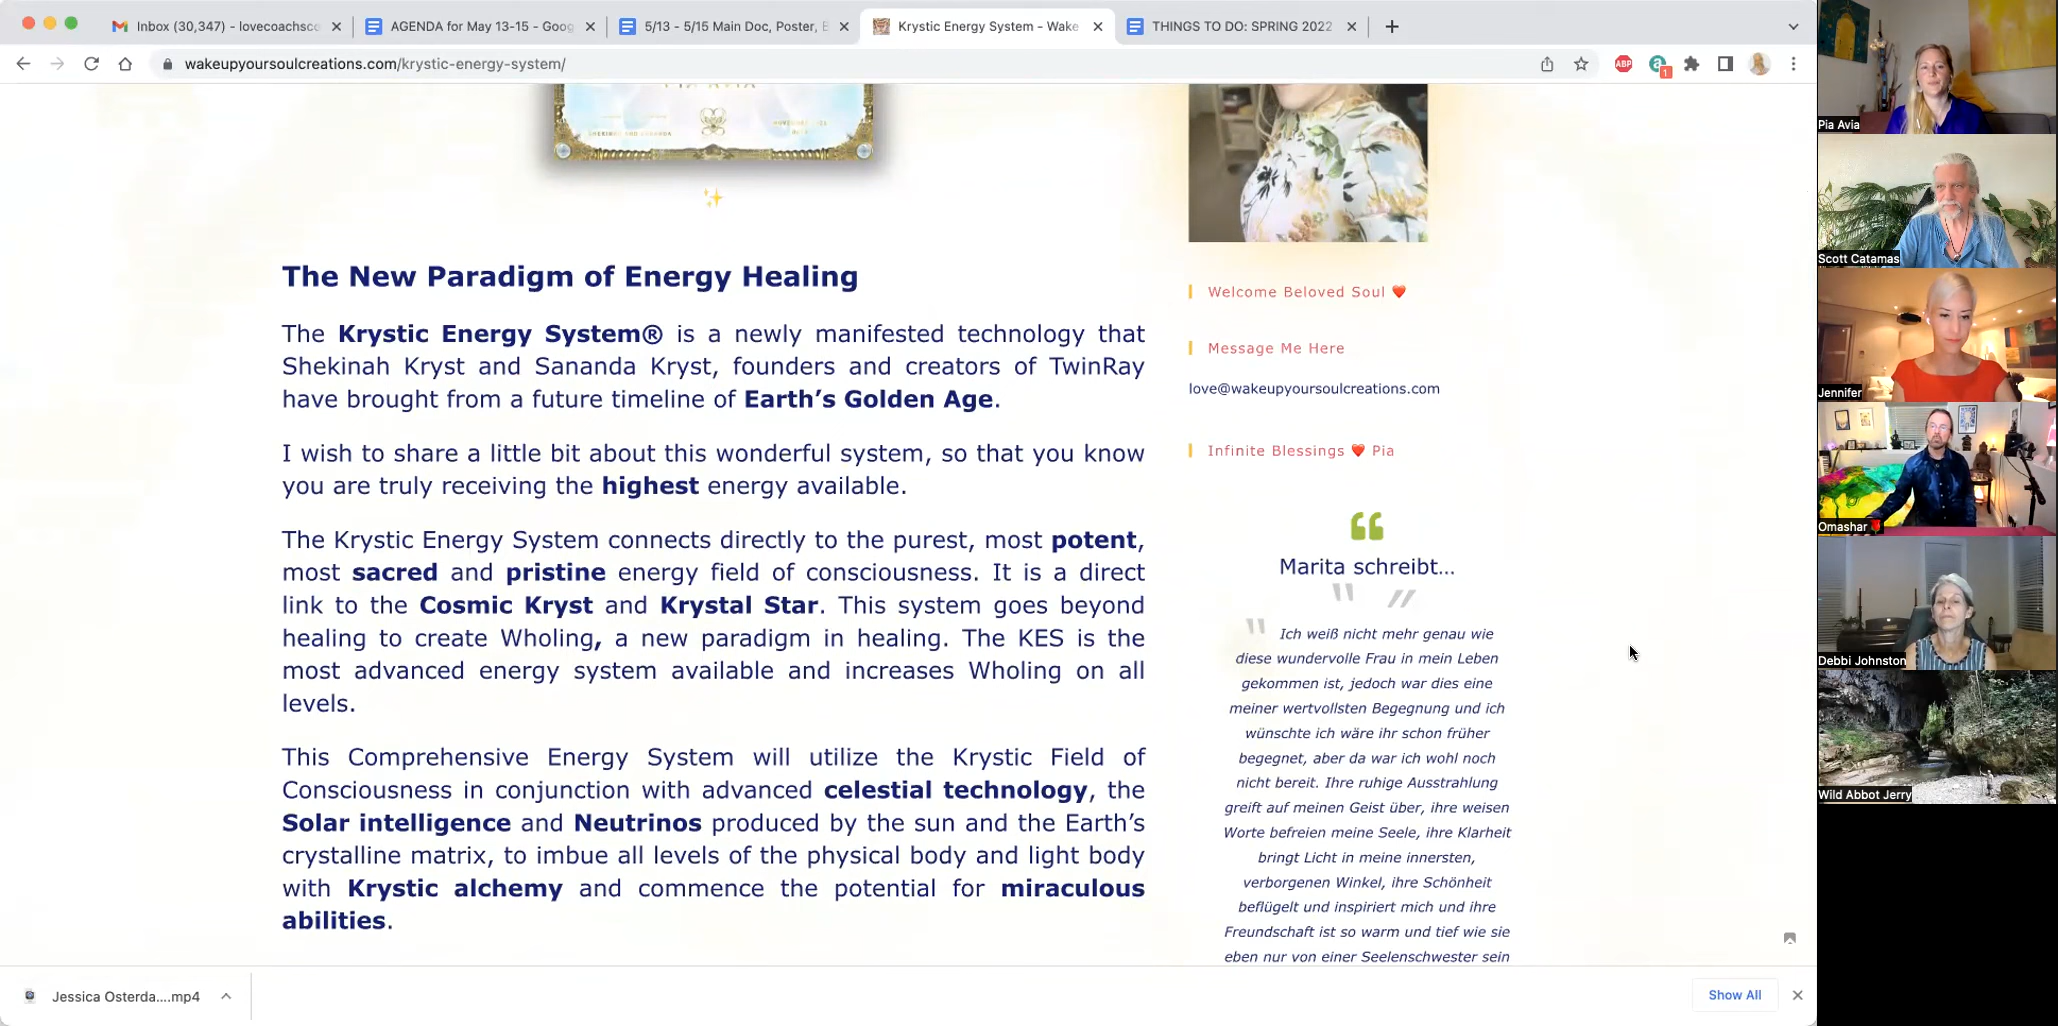 Inbox (30,347) - lovecoachsco
AGENDA for May 13-15 - Goog
5/13 - 5/15 Main Doc, Poster, B
Krystic Energy System - Wake
THINGS TO DO: SPRING 2022
wakeupyoursoulcreations.com/krystic-energy-system/
ABP
a
1
PIA AVIA
The New Paradigm of Energy Healing
The Krystic Energy System® is a newly manifested technology that
Shekinah Kryst and Sananda Kryst, founders and creators of TwinRay
have brought from a future timeline of Earth’s Golden Age.
I wish to share a little bit about this wonderful system, so that you know
you are truly receiving the highest energy available.
The Krystic Energy System connects directly to the purest, most potent,
most sacred and pristine energy field of consciousness. It is a direct
link to the Cosmic Kryst and Krystal Star. This system goes beyond
healing to create Wholing, a new paradigm in healing. The KES is the
most advanced energy system available and increases Wholing on all
levels.
This Comprehensive Energy System will utilize the Krystic Field of
Consciousness in conjunction with advanced celestial technology, the
Solar intelligence and Neutrinos produced by the sun and the Earth’s
crystalline matrix, to imbue all levels of the physical body and light body
with Krystic alchemy and commence the potential for miraculous
abilities.
Welcome Beloved Soul ❤️
Message Me Here
love@wakeupyoursoulcreations.com
Infinite Blessings ❤️ Pia
Marita schreibt...
" Ich weiß nicht mehr genau wie
diese wundervolle Frau in mein Leben
gekommen ist, jedoch war dies eine
meiner wertvollsten Begegnung und ich
wünschte ich wäre ihr schon früher
begegnet, aber da war ich wohl noch
nicht bereit. Ihre ruhige Ausstrahlung
greift auf meinen Geist über, ihre weisen
Worte befreien meine Seele, ihre Klarheit
bringt Licht in meine innersten,
verborgenen Winkel, ihre Schönheit
beflügelt und inspiriert mich und ihre
Freundschaft ist so warm und tief wie sie
eben nur von einer Seelenschwester sein
Jessica Osterda....mp4
Show All
Pia Avia
Scott Catamas
Jennifer
Omashar🌹
Debbi Johnston
Wild Abbot Jerry